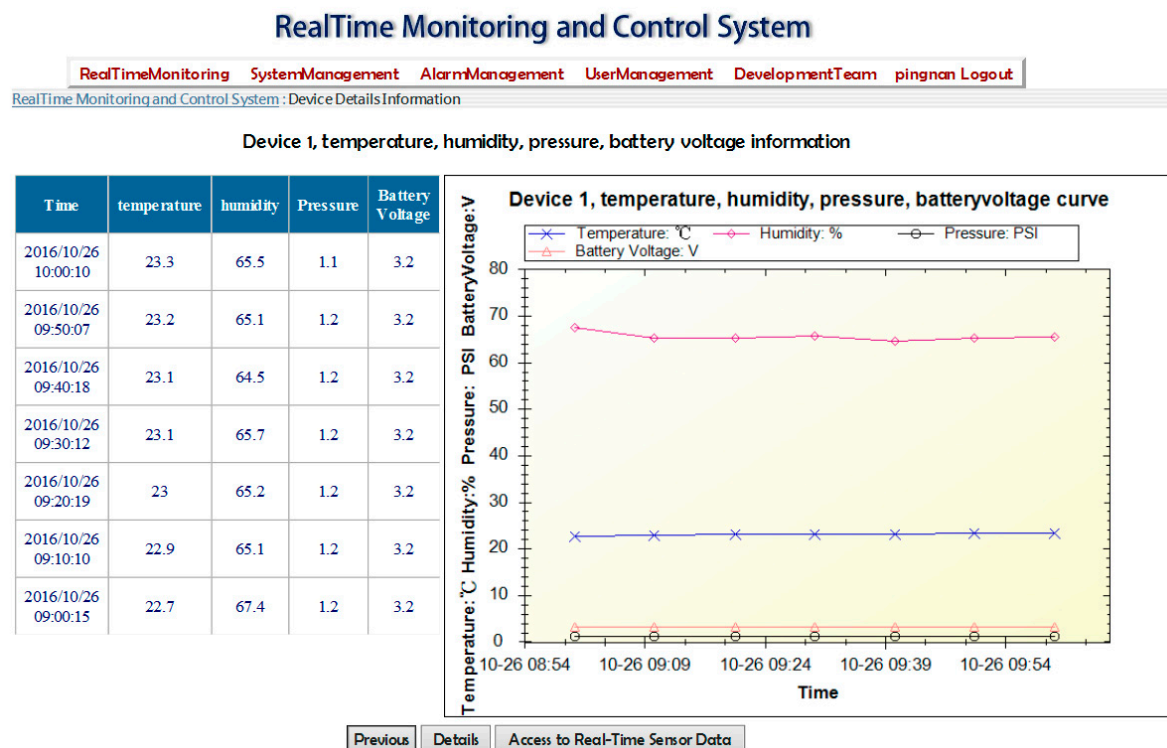 RealTime Monitoring and Control System
RealTimeMonitoring SystemManagement AlarmManagement UserManagement DevelopmentTeam pingnan Logout
RealTime Monitoring and Control System : Device Details Information
Device 1, temperature, humidity, pressure, battery voltage information
Time temperature humidity Pressure Battery Voltage
2016/10/26 10:00:10 23.3 65.5 1.1 3.2
2016/10/26 09:50:07 23.2 65.1 1.2 3.2
2016/10/26 09:40:18 23.1 64.5 1.2 3.2
2016/10/26 09:30:12 23.1 65.7 1.2 3.2
2016/10/26 09:20:19 23 65.2 1.2 3.2
2016/10/26 09:10:10 22.9 65.1 1.2 3.2
2016/10/26 09:00:15 22.7 67.4 1.2 3.2
Device 1, temperature, humidity, pressure, batteryvoltage curve
Temperature: ℃ Humidity: % Pressure: PSI
Battery Voltage: V
Temperature:℃ Humidity:% Pressure: PSI BatteryVoltage:V
80
70
60
50
40
30
20
10
0
10-26 08:54 10-26 09:09 10-26 09:24 10-26 09:39 10-26 09:54
Time
Previous Details Access to Real-Time Sensor Data